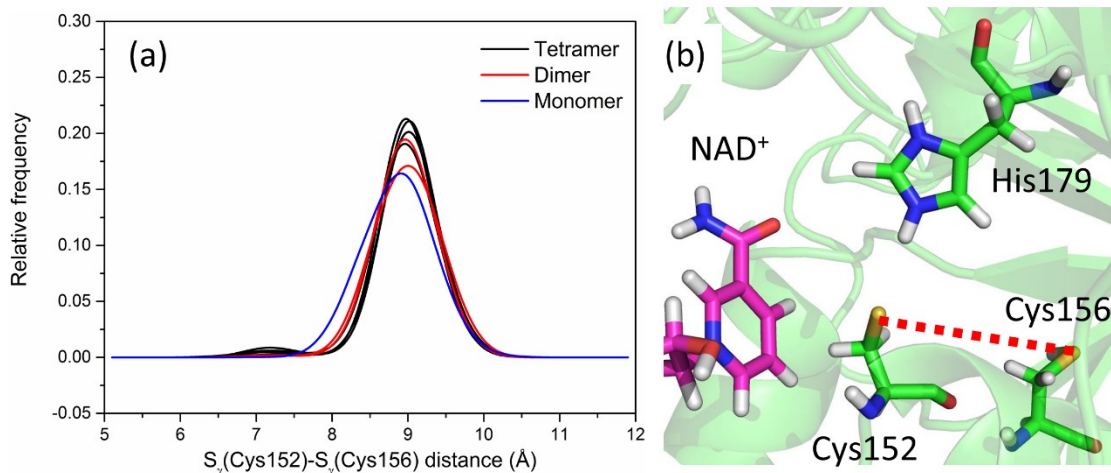 (a)
Tetramer
Dimer
Monomer
0.30
0.25
0.20
0.15
0.10
0.05
0.00
-0.05
Relative frequency
5 6 7 8 9 10 11 12
Sγ(Cys152)-Sγ(Cys156) distance (Å)
(b)
NAD+
His179
Cys156
Cys152